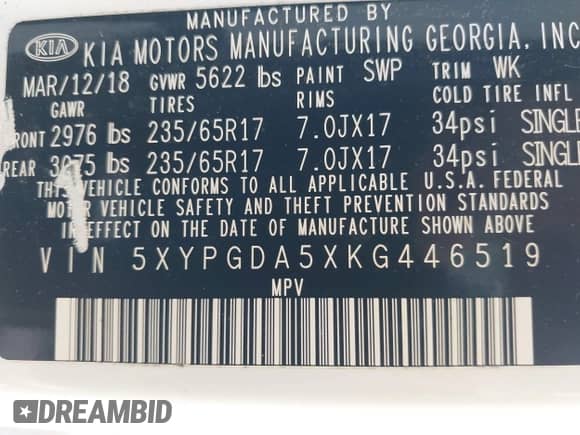 MANUFACTURED BY
KIA KIA MOTORS MANUFACTURING GEORGIA, INC
MAR/12/18 GVWR 5622 lbs PAINT SWP TRIM WK
GAWR TIRES RIMS COLD TIRE INFL
FRONT 2976 lbs 235/65R17 7.0JX17 34psi SINGLE
REAR 3075 lbs 235/65R17 7.0JX17 34psi SINGLE
THIS VEHICLE CONFORMS TO ALL APPLICABLE U.S.A. FEDERAL
MOTOR VEHICLE SAFETY AND THEFT PREVENTION STANDARDS
IN EFFECT ON THE DATE OF MANUFACTURE SHOWN ABOVE.
VIN 5XYPGDA5XKG446519
MPV
DREAMBID